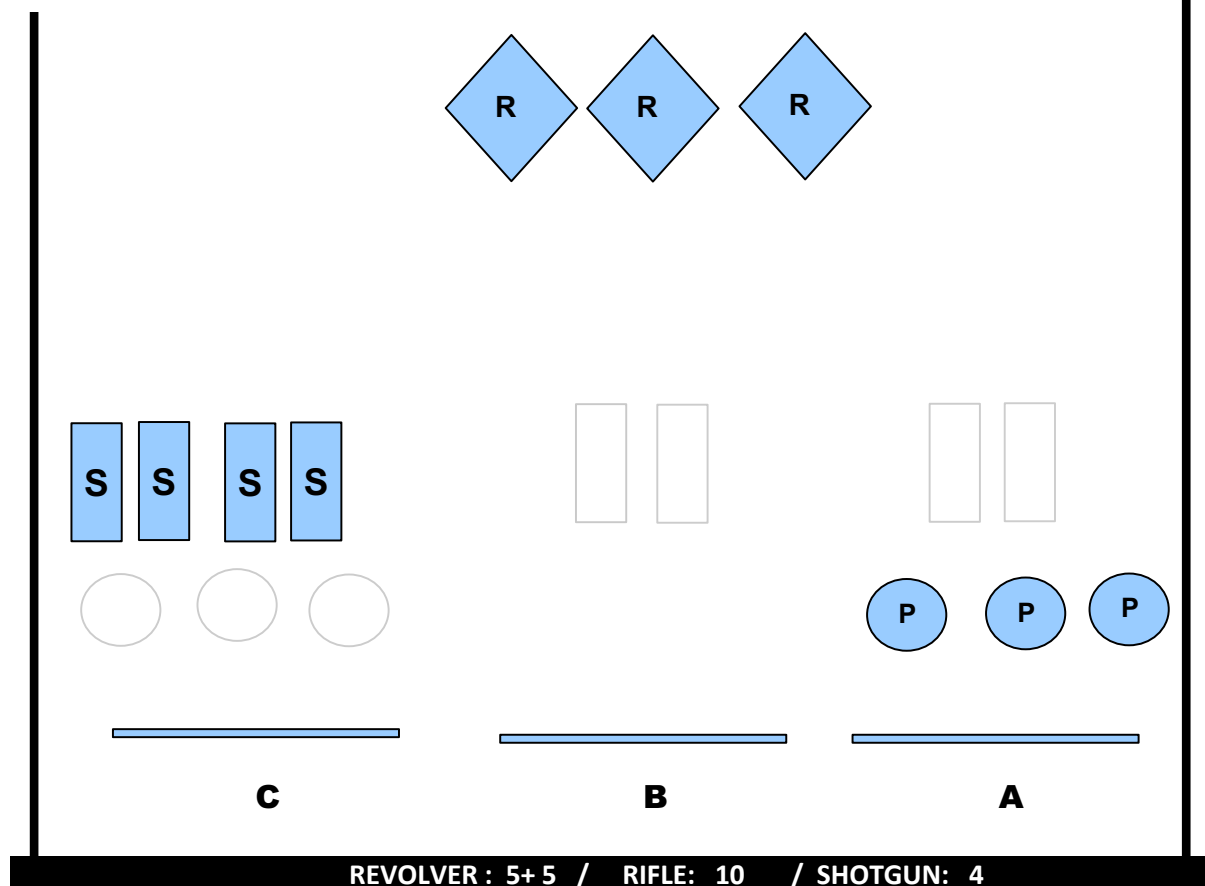 R R R
S S S S
P P P
C B A
REVOLVER : 5+ 5 / RIFLE: 10 / SHOTGUN: 4